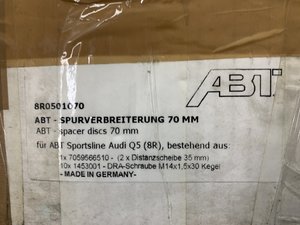 ABT
8R0501070
ABT - SPURVERBREITERUNG 70 MM
ABT - spacer discs 70 mm
für ABT Sportsline Audi Q5 (8R), bestehend aus:
1x 7059566510 - (2 x Distanzscheibe 35 mm)
10x 1453001 - DRA-Schraube M14x1,5x30 Kegel
- MADE IN GERMANY-